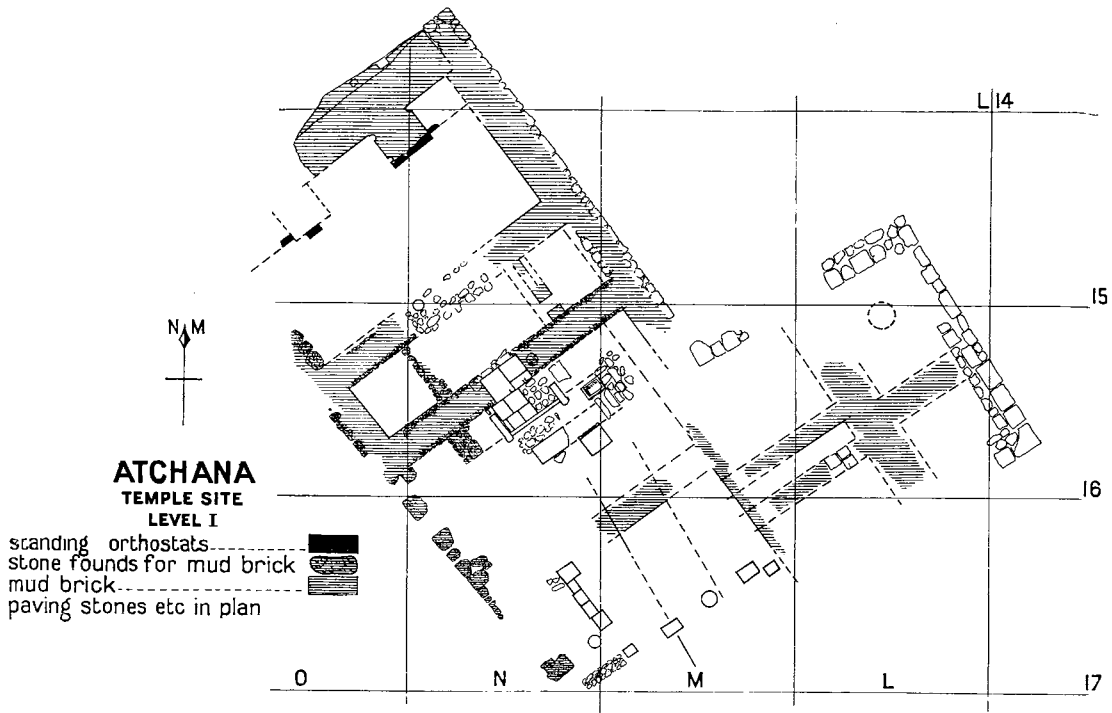 L 14
15
N M
ATCHANA
TEMPLE SITE
LEVEL I
standing orthostats
stone founds for mud brick
mud brick
paving stones etc in plan
16
O N M L 17